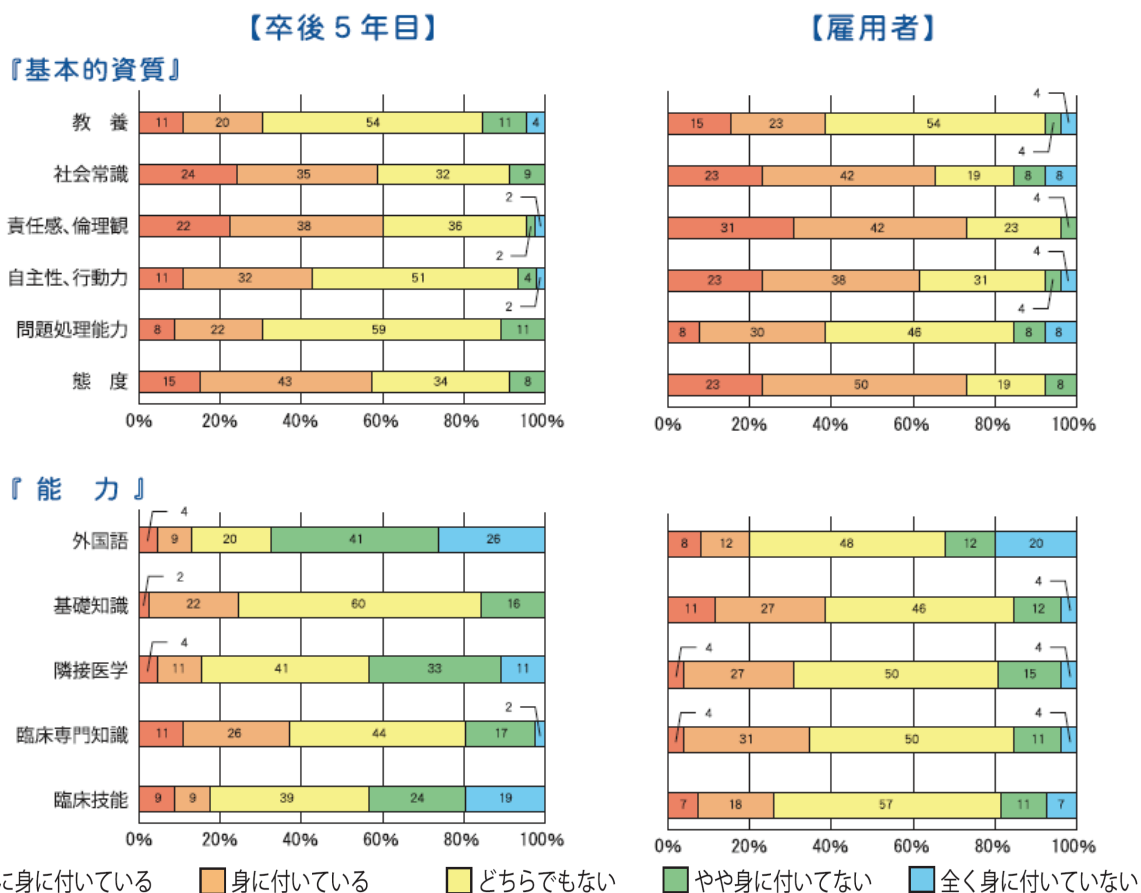 【卒後5年目】
【雇用者】
『基本的資質』
教 養
11 20 54 11 4
15 23 54 4 4
社会常識
24 35 32 9
23 42 19 8 8
責任感、倫理観
22 38 36 2 2
31 42 23 4
自主性、行動力
11 32 51 4 2
23 38 31 4 4
問題処理能力
8 22 59 11
8 30 46 8 8
態 度
15 43 34 8
23 50 19 8
0% 20% 40% 60% 80% 100%
0% 20% 40% 60% 80% 100%
『能 力』
外国語
4 9 20 41 26
8 12 48 12 20
基礎知識
2 22 60 16
11 27 46 12 4
隣接医学
4 11 41 33 11
4 27 50 15 4
臨床専門知識
11 26 44 17 2
4 31 50 11 4
臨床技能
9 9 39 24 19
7 18 57 11 7
0% 20% 40% 60% 80% 100%
0% 20% 40% 60% 80% 100%
に身に付いている 身に付いている どちらでもない やや身に付いてない 全く身に付いていない